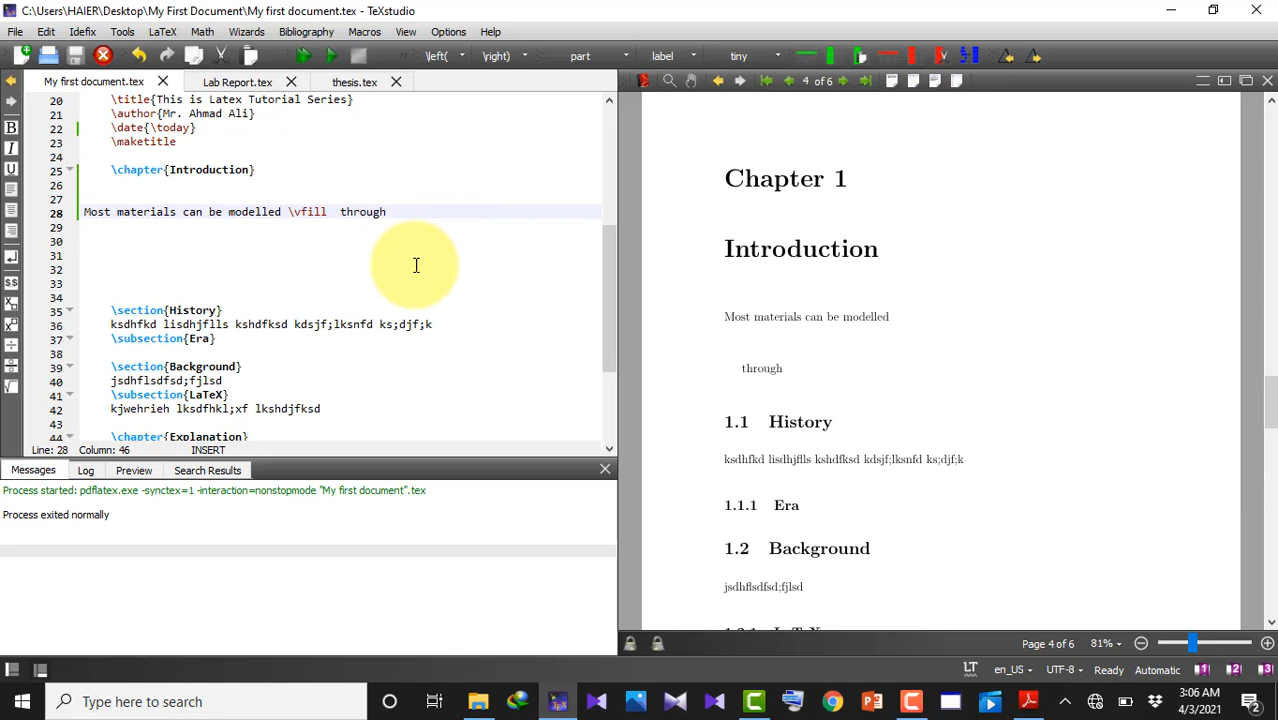 C:\Users\HAIER\Desktop\My First Document\My first document.tex - TeXstudio
File Edit Idefix Tools LaTeX Math Wizards Bibliography Macros View Options Help
\left( \right) part label tiny
My first document.tex Lab Report.tex thesis.tex
4 of 6
20 \title{This is Latex Tutorial Series}
21 \author{Mr. Ahmad Ali}
22 \date{\today}
23 \maketitle
24
25 \chapter{Introduction}
26
27
28 Most materials can be modelled \vfill  through
29
30
31
32
33
34
35 \section{History}
36 ksdhfkd lisdhjflls kshdfksd kdsjf;lksnfd ks;djf;k
37 \subsection{Era}
38
39 \section{Background}
40 jsdhflsdfsd;fjlsd
41 \subsection{LaTeX}
42 kjwehrieh lksdfhkl;xf lkshdjfksd
43
44 \chapter{Explanation}
Line: 28 Column: 46 INSERT
Messages Log Preview Search Results
Process started: pdflatex.exe -synctex=1 -interaction=nonstopmode "My first document".tex
Process exited normally
Chapter 1
Introduction
Most materials can be modelled
through
1.1 History
ksdhfkd lisdhjflls kshdfksd kdsjf;lksnfd ks;djf;k
1.1.1 Era
1.2 Background
jsdhflsdfsd;fjlsd
Page 4 of 6 81%
LT en_US UTF-8 Ready Automatic 1 2 3
Type here to search
3:06 AM
4/3/2021
2